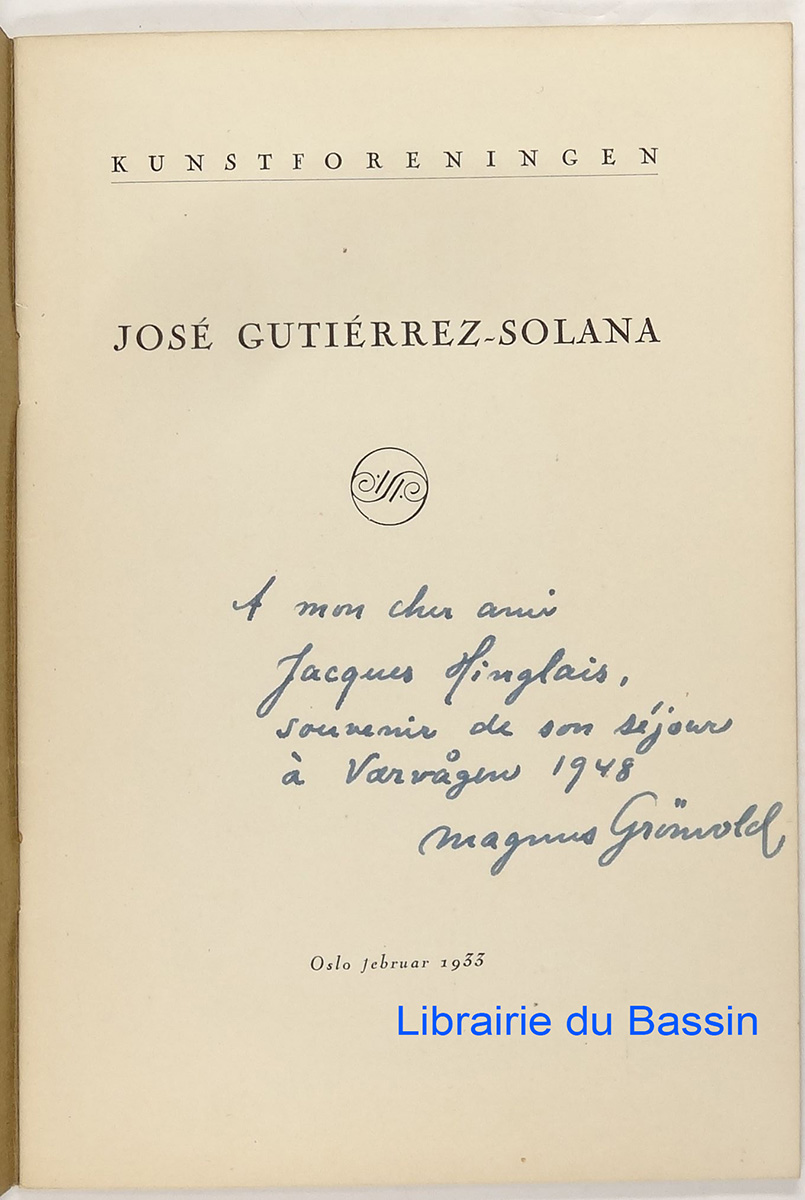 KUNSTFORENINGEN
JOSÉ GUTIÉRREZ-SOLANA
A mon cher ami
Jacques Hinglais,
souvenir de son séjour
à Værvågen 1948
Magnus Grönvold
Oslo februar 1933
Librairie du Bassin